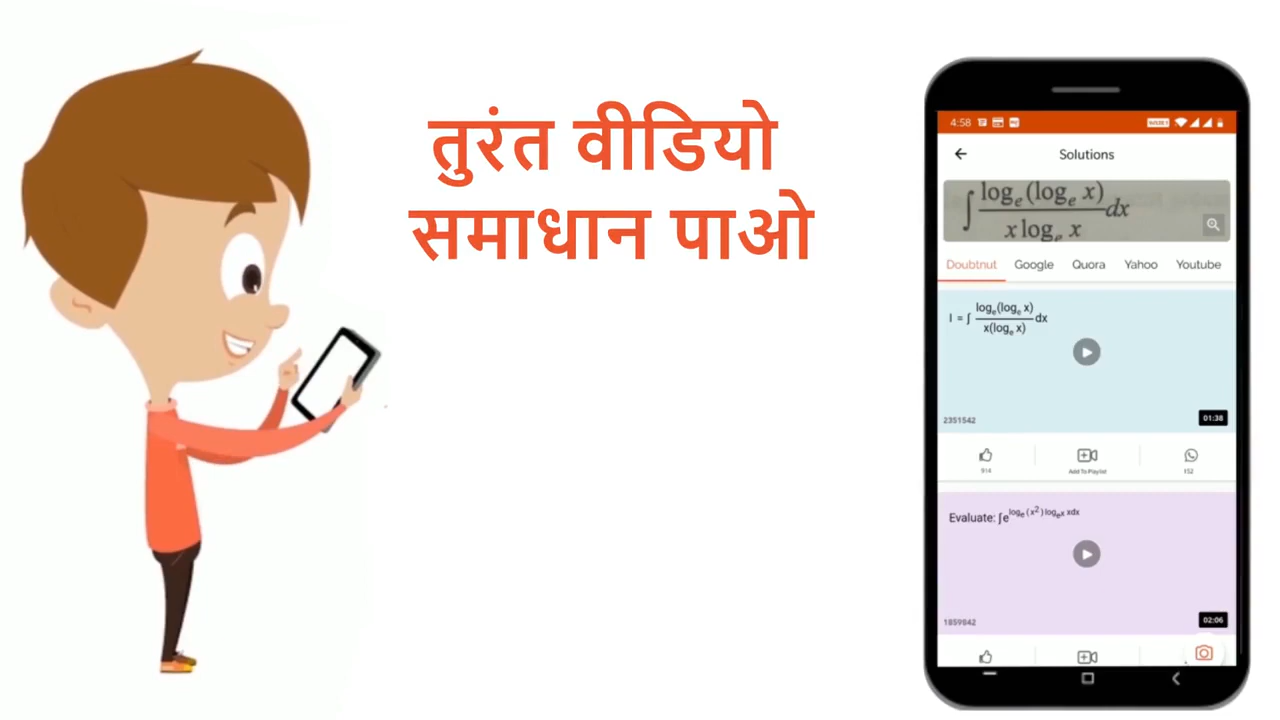 तुरंत वीडियो
समाधान पाओ
4:58
Solutions
∫ logₑ(logₑ x) / x logₑ x dx
Doubtnut Google Quora Yahoo Youtube
I = ∫ logₑ(logₑ x) / x(logₑ x) dx
2351542
01:38
914 Add To Playlist 152
Evaluate: ∫e^logₑ(x²) logₑx xdx
1859842
02:06